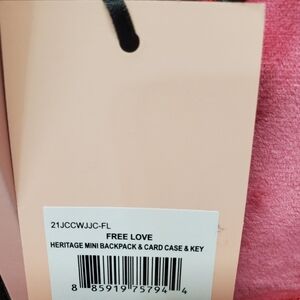 21JCCWJJC-FL
FREE LOVE
HERITAGE MINI BACKPACK & CARD CASE & KEY
8 85919 75794 4